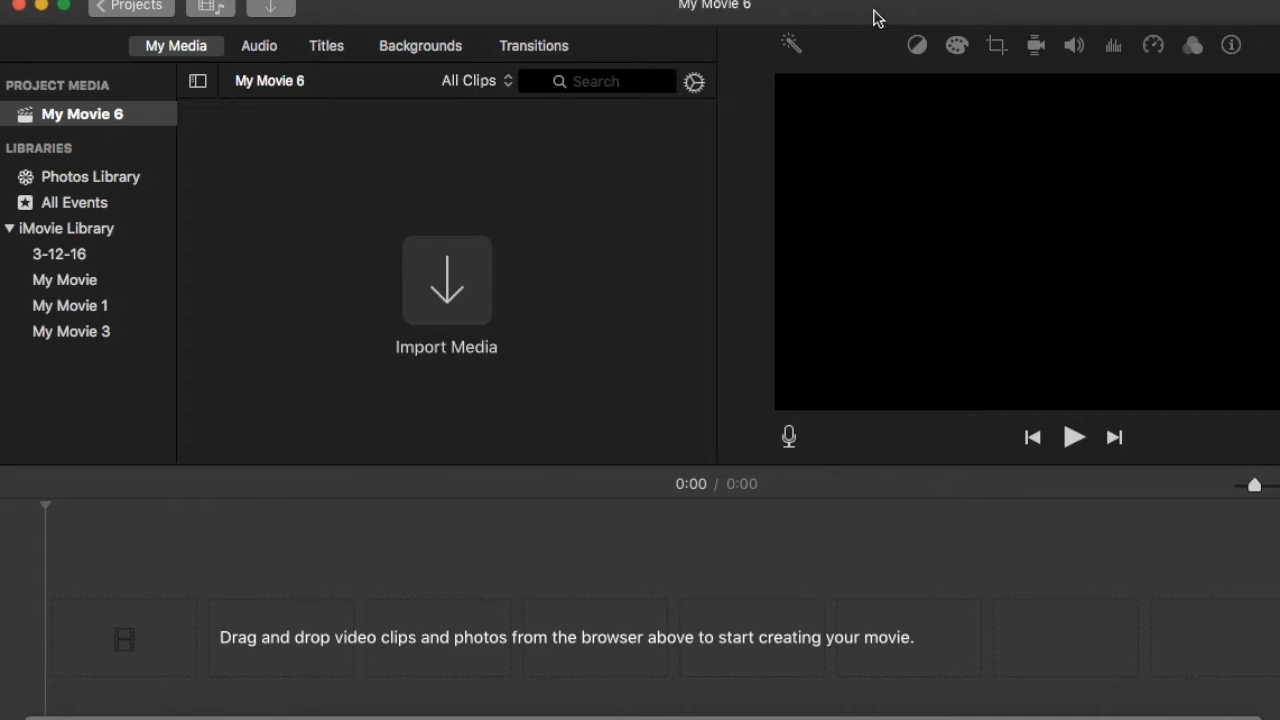 Projects
My Movie 6
My Media
Audio
Titles
Backgrounds
Transitions
PROJECT MEDIA
My Movie 6
LIBRARIES
Photos Library
All Events
iMovie Library
3-12-16
My Movie
My Movie 1
My Movie 3
My Movie 6
All Clips
Search
Import Media
0:00 / 0:00
Drag and drop video clips and photos from the browser above to start creating your movie.